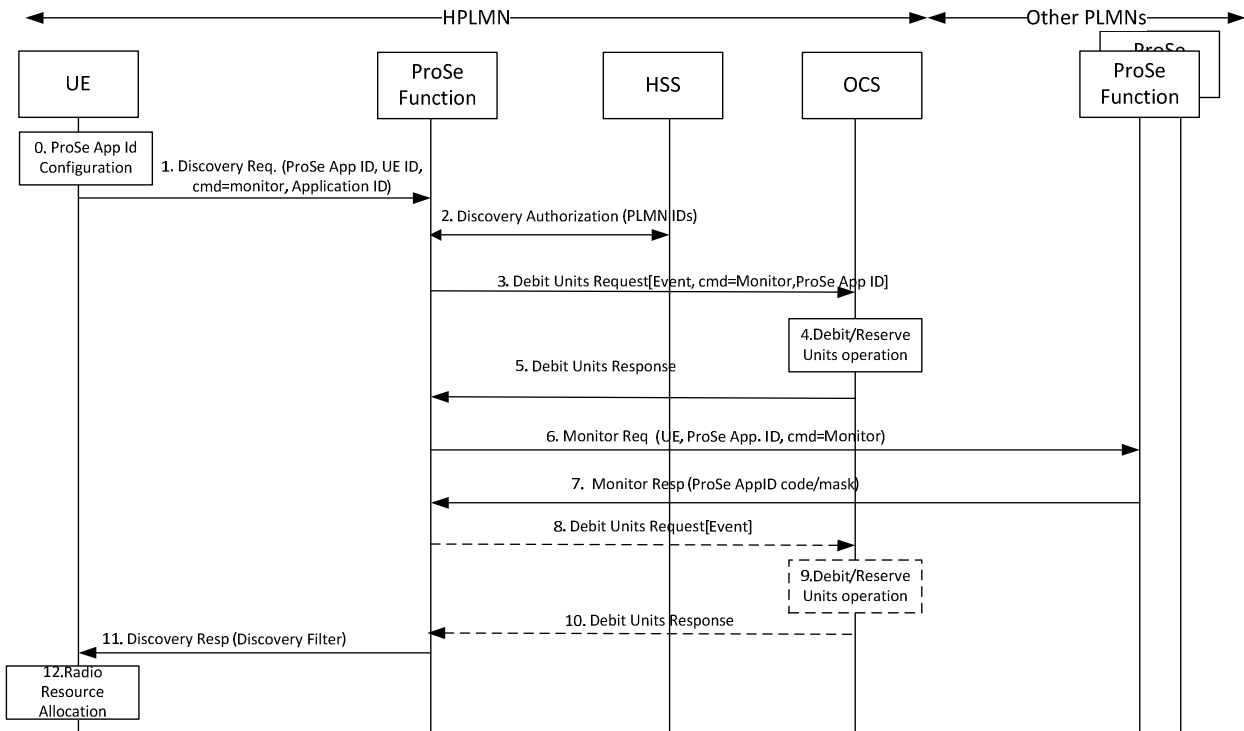 HPLMN
Other PLMNs
UE
ProSe
Function
HSS
OCS
ProSe
ProSe
Function
0. ProSe App Id
Configuration
1. Discovery Req. (ProSe App ID, UE ID,
cmd=monitor, Application ID)
2. Discovery Authorization (PLMN IDs)
3. Debit Units Request[Event, cmd=Monitor,ProSe App ID]
4.Debit/Reserve
Units operation
5. Debit Units Response
6. Monitor Req (UE, ProSe App. ID, cmd=Monitor)
7. Monitor Resp (ProSe AppID code/mask)
8. Debit Units Request[Event]
9.Debit/Reserve
Units operation
10. Debit Units Response
11. Discovery Resp (Discovery Filter)
12.Radio
Resource
Allocation